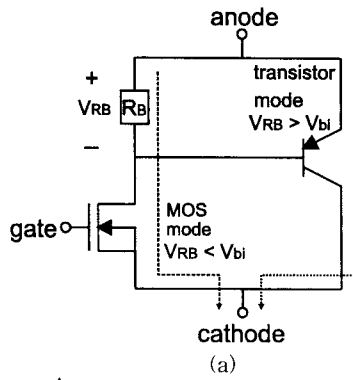 anode
+
transistor
mode
VRB > Vbi
VRB
RB
−
gate
MOS
mode
VRB < Vbi
cathode
(a)